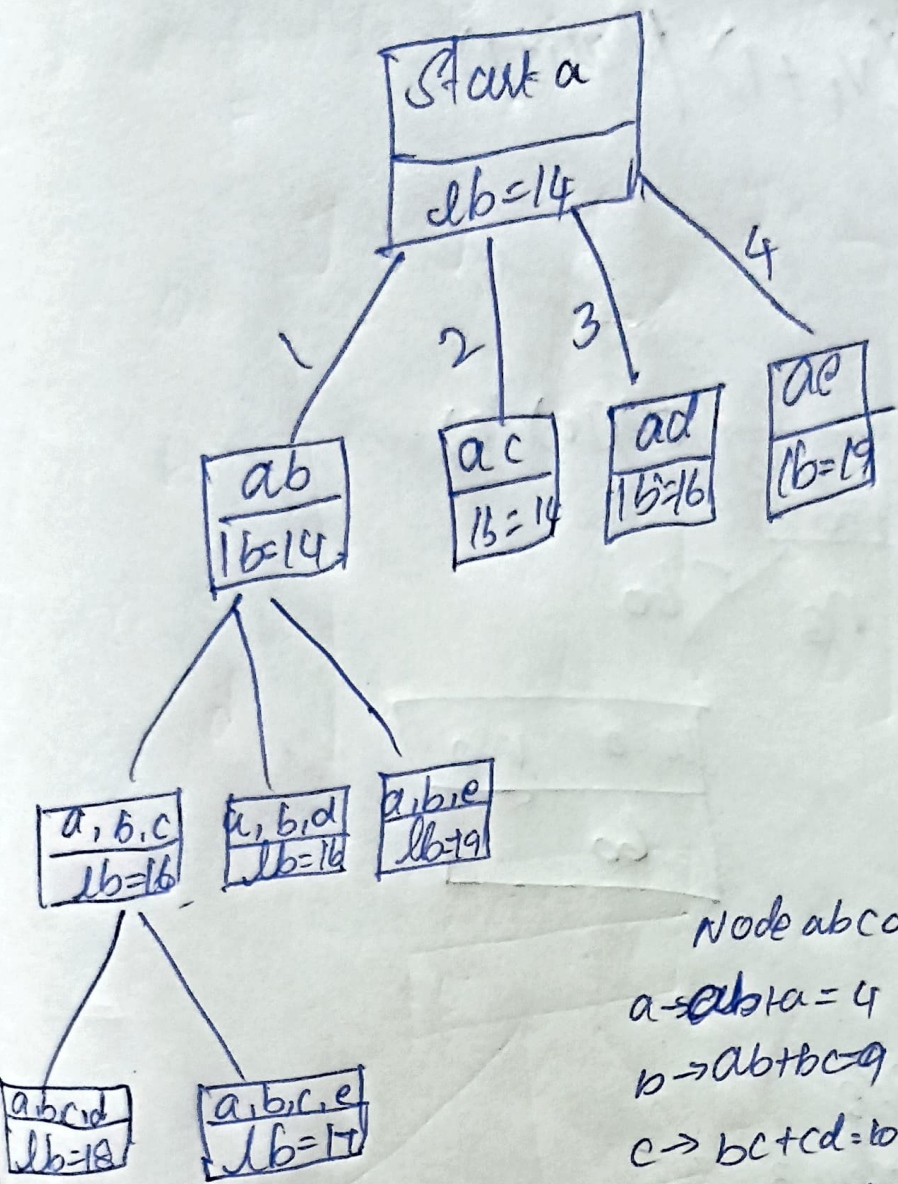 Start a
lb=14
1
2
3
4
ab
lb=14
ac
lb=14
ad
lb=16
ae
lb=19
a,b,c
lb=16
a,b,d
lb=16
a,b,e
lb=19
a,b,c,d
lb=18
a,b,c,e
lb=17
Node abcd
a→ab+a=4
b→ab+bc=9
c→bc+cd=10